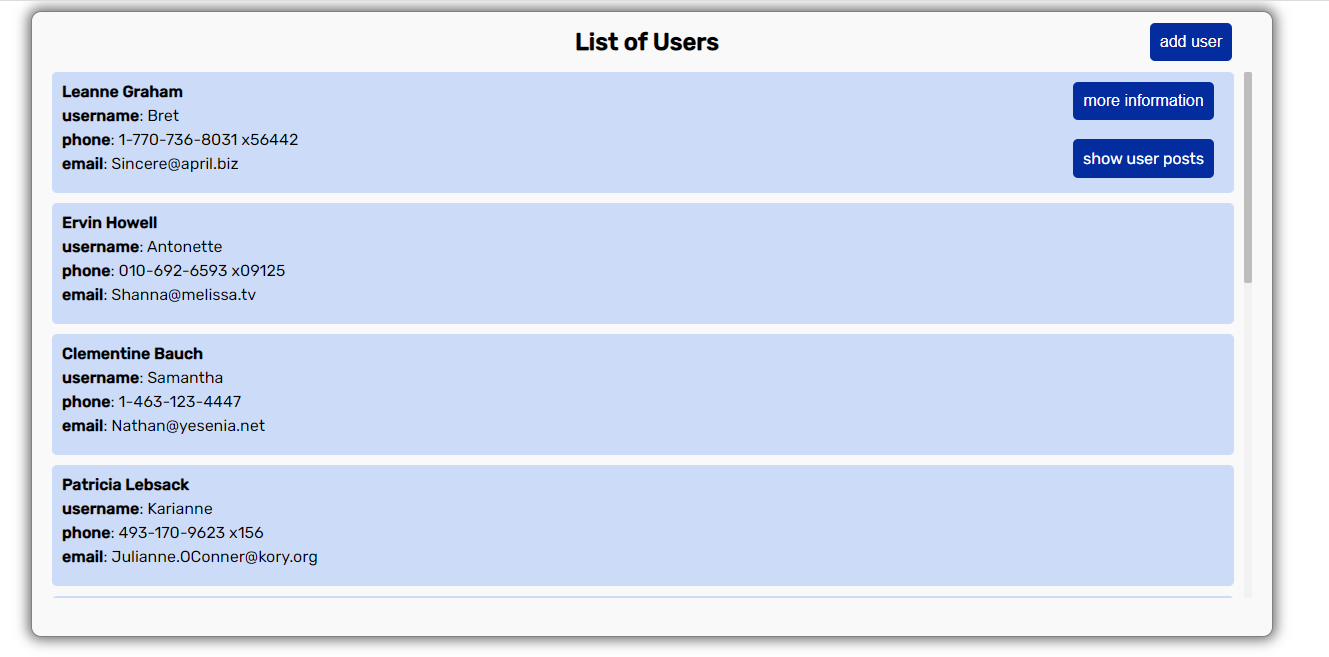 List of Users
add user
Leanne Graham
username: Bret
phone: 1-770-736-8031 x56442
email: Sincere@april.biz
more information
show user posts
Ervin Howell
username: Antonette
phone: 010-692-6593 x09125
email: Shanna@melissa.tv
Clementine Bauch
username: Samantha
phone: 1-463-123-4447
email: Nathan@yesenia.net
Patricia Lebsack
username: Karianne
phone: 493-170-9623 x156
email: Julianne.OConner@kory.org